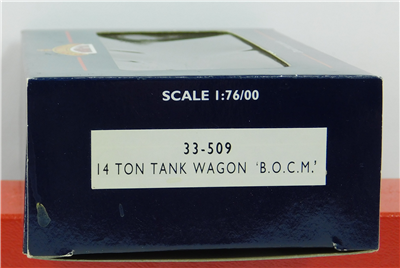 SCALE 1:76/00
33-509
14 TON TANK WAGON 'B.O.C.M.'